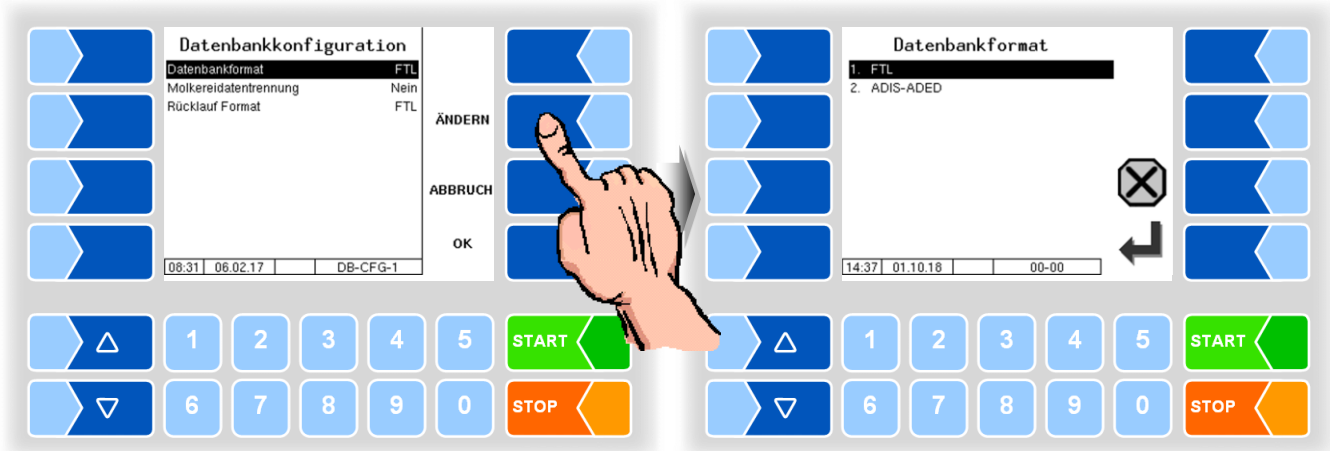 Datenbankkonfiguration
Datenbankformat FTL
Molkereidatentrennung Nein
Rücklauf Format FTL
ÄNDERN
ABBRUCH
OK
08:31 06.02.17 DB-CFG-1
1 2 3 4 5 START
6 7 8 9 0 STOP
Datenbankformat
1. FTL
2. ADIS-ADED
14:37 01.10.18 00-00
1 2 3 4 5 START
6 7 8 9 0 STOP